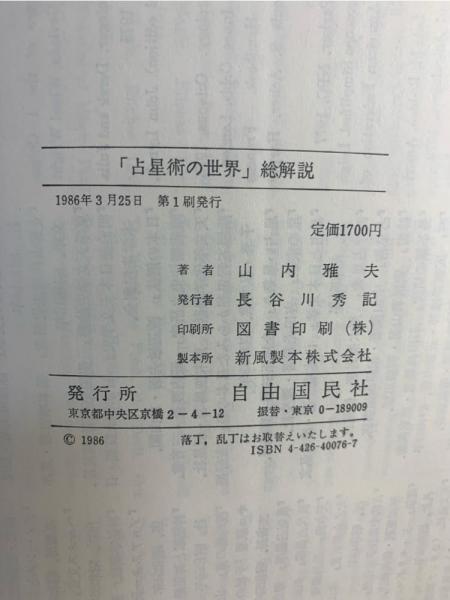 「占星術の世界」総解説
1986年3月25日 第1刷発行
定価1700円
著者 山内雅夫
発行者 長谷川秀記
印刷所 図書印刷(株)
製本所 新風製本株式会社
発行所 自由国民社
東京都中央区京橋2-4-12 振替・東京0-189009
© 1986 落丁,乱丁はお取替えいたします。
ISBN 4-426-40076-7